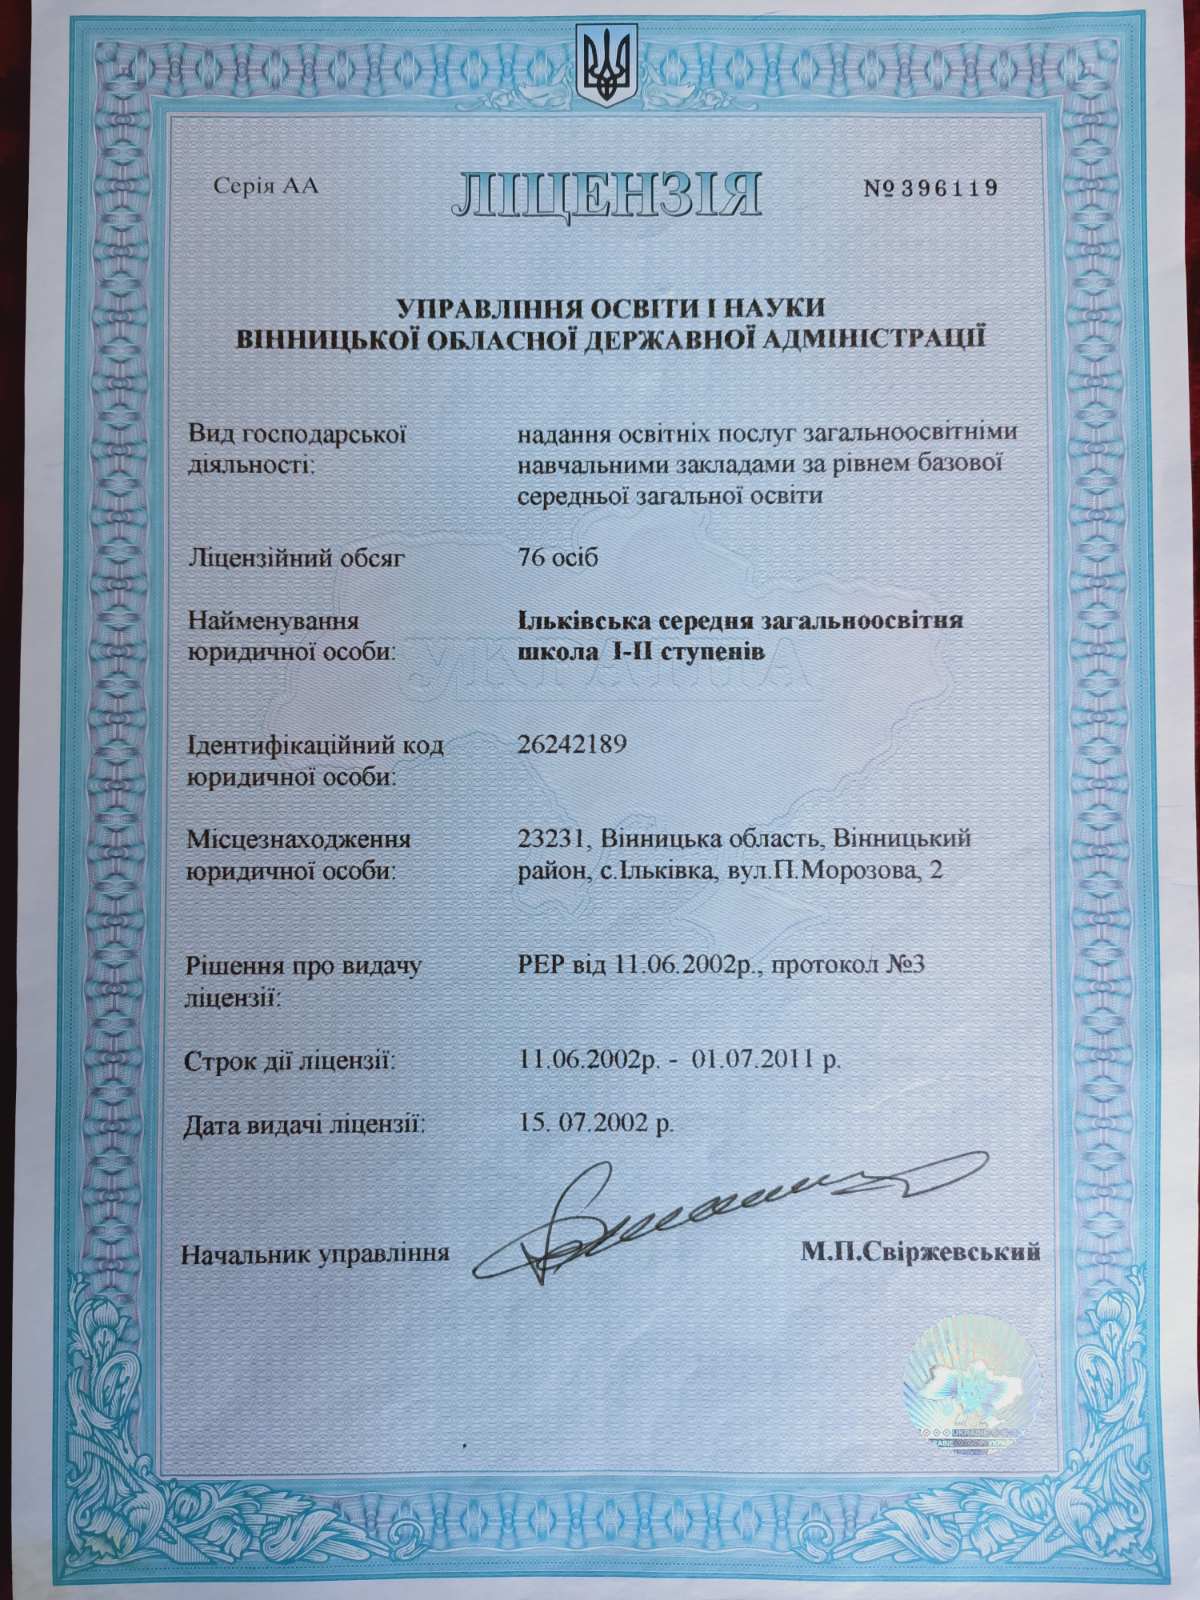 Серія АА
ЛІЦЕНЗІЯ
№396119
УПРАВЛІННЯ ОСВІТИ І НАУКИ
ВІННИЦЬКОЇ ОБЛАСНОЇ ДЕРЖАВНОЇ АДМІНІСТРАЦІЇ
Вид господарської
діяльності:
надання освітніх послуг загальноосвітніми
навчальними закладами за рівнем базової
середньої загальної освіти
Ліцензійний обсяг
76 осіб
Найменування
юридичної особи:
Ільківська середня загальноосвітня
школа І-ІІ ступенів
УКРАЇНА
Ідентифікаційний код
юридичної особи:
26242189
Місцезнаходження
юридичної особи:
23231, Вінницька область, Вінницький
район, с.Ільківка, вул.П.Морозова, 2
Рішення про видачу
ліцензії:
РЕР від 11.06.2002р., протокол №3
Строк дії ліцензії:
11.06.2002р. - 01.07.2011 р.
Дата видачі ліцензії:
15. 07.2002 р.
Начальник управління
М.П.Свіржевський